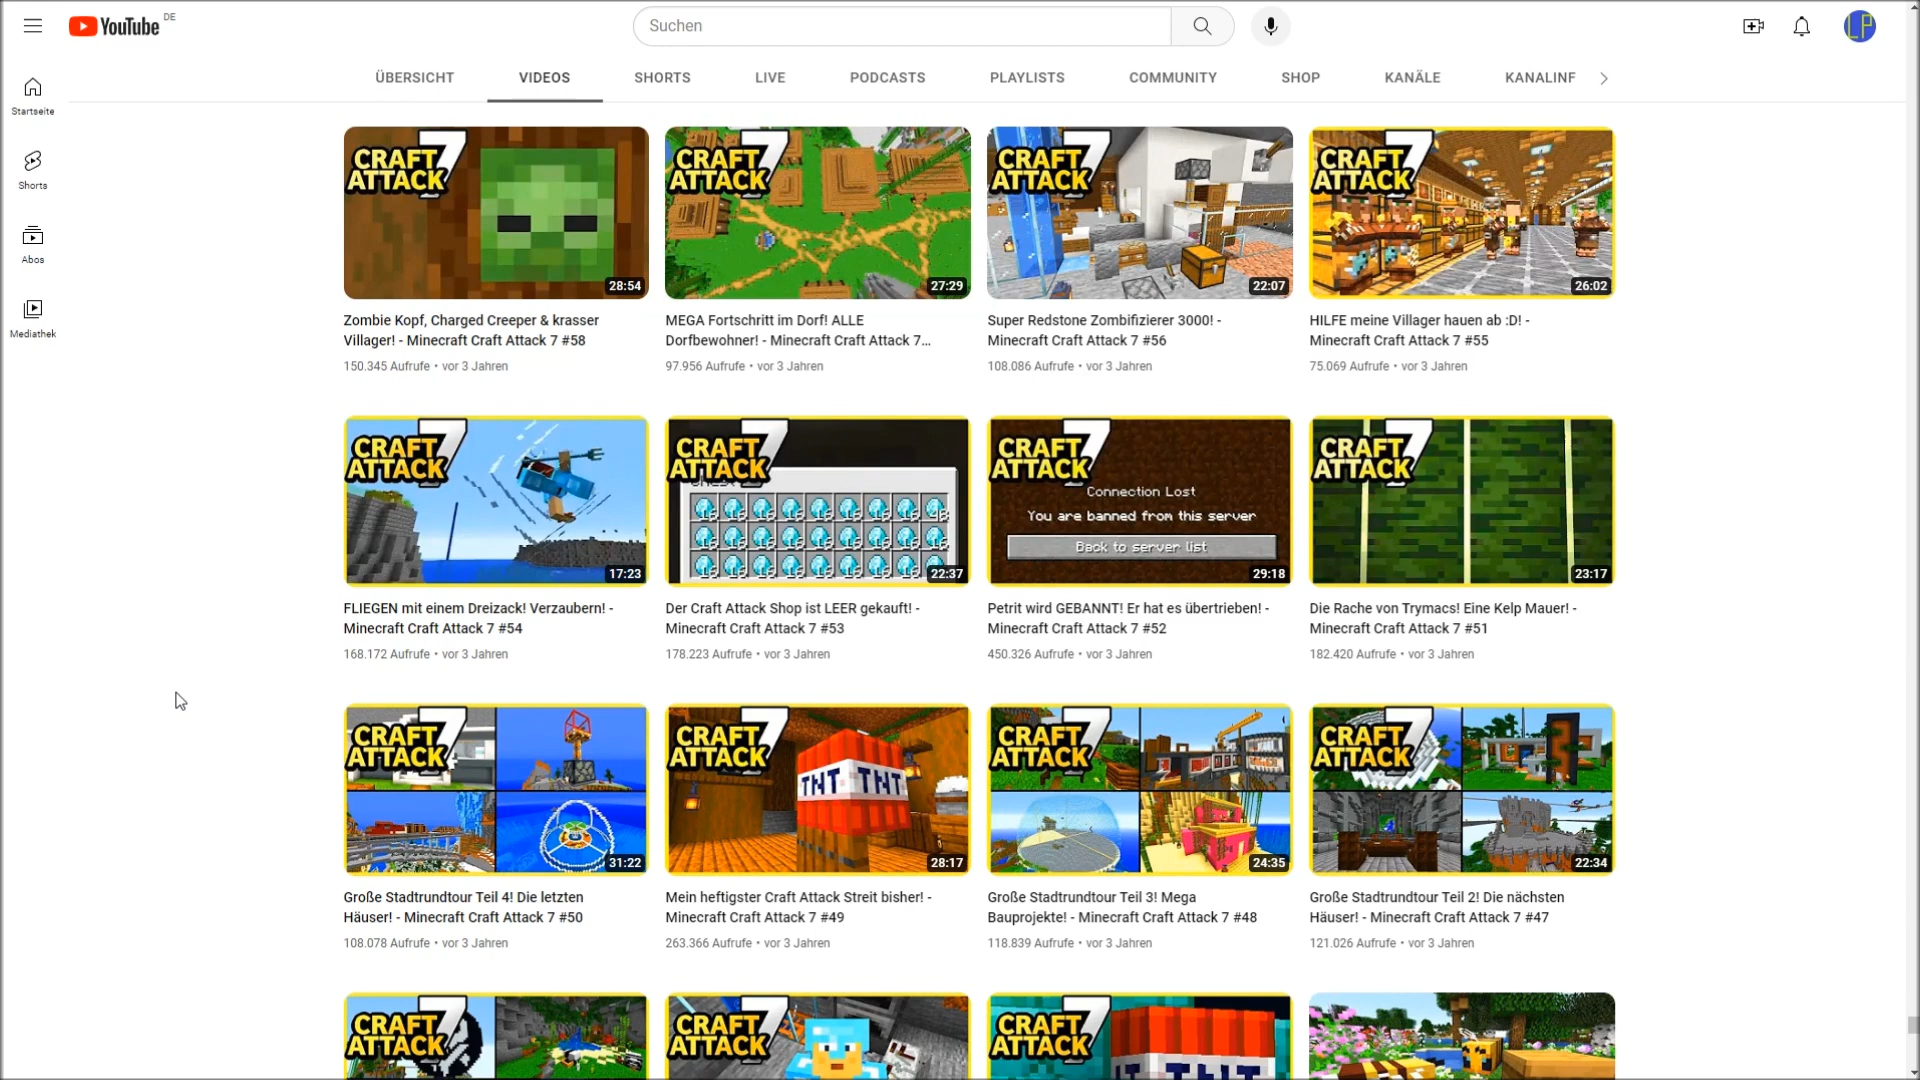 YouTube DE
Suchen
LP
ÜBERSICHT VIDEOS SHORTS LIVE PODCASTS PLAYLISTS COMMUNITY SHOP KANÄLE KANALINF
Startseite
Shorts
Abos
Mediathek
CRAFT ATTACK 7
28:54
CRAFT ATTACK 7
27:29
CRAFT ATTACK 7
22:07
CRAFT ATTACK 7
26:02
Zombie Kopf, Charged Creeper & krasser
Villager! - Minecraft Craft Attack 7 #58
150.345 Aufrufe • vor 3 Jahren
MEGA Fortschritt im Dorf! ALLE
Dorfbewohner! - Minecraft Craft Attack 7...
97.956 Aufrufe • vor 3 Jahren
Super Redstone Zombifizierer 3000! -
Minecraft Craft Attack 7 #56
108.086 Aufrufe • vor 3 Jahren
HILFE meine Villager hauen ab :D! -
Minecraft Craft Attack 7 #55
75.069 Aufrufe • vor 3 Jahren
CRAFT ATTACK 7
17:23
CRAFT ATTACK 7
22:37
CRAFT ATTACK 7
Connection Lost
You are banned from this server
Back to server list
29:18
CRAFT ATTACK 7
23:17
FLIEGEN mit einem Dreizack! Verzaubern! -
Minecraft Craft Attack 7 #54
168.172 Aufrufe • vor 3 Jahren
Der Craft Attack Shop ist LEER gekauft! -
Minecraft Craft Attack 7 #53
178.223 Aufrufe • vor 3 Jahren
Petrit wird GEBANNT! Er hat es übertrieben! -
Minecraft Craft Attack 7 #52
450.326 Aufrufe • vor 3 Jahren
Die Rache von Trymacs! Eine Kelp Mauer! -
Minecraft Craft Attack 7 #51
182.420 Aufrufe • vor 3 Jahren
CRAFT ATTACK 7
31:22
CRAFT ATTACK 7
TNT TNT
28:17
CRAFT ATTACK 7
24:35
CRAFT ATTACK 7
22:34
Große Stadtrundtour Teil 4! Die letzten
Häuser! - Minecraft Craft Attack 7 #50
108.078 Aufrufe • vor 3 Jahren
Mein heftigster Craft Attack Streit bisher! -
Minecraft Craft Attack 7 #49
263.366 Aufrufe • vor 3 Jahren
Große Stadtrundtour Teil 3! Mega
Bauprojekte! - Minecraft Craft Attack 7 #48
118.839 Aufrufe • vor 3 Jahren
Große Stadtrundtour Teil 2! Die nächsten
Häuser! - Minecraft Craft Attack 7 #47
121.026 Aufrufe • vor 3 Jahren
CRAFT ATTACK 7
CRAFT ATTACK 7
CRAFT ATTACK 7
TNT